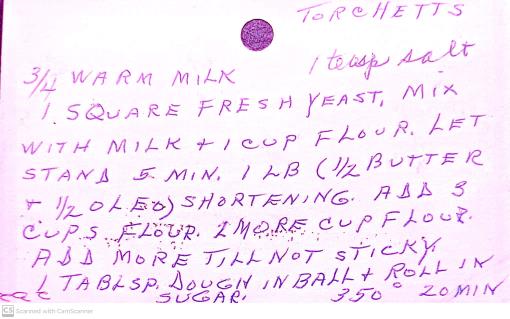 TORCHETTS
1 teasp salt
3/4 WARM MILK
1 SQUARE FRESH YEAST, MIX
WITH MILK + 1 CUP FLOUR. LET
STAND 5 MIN. 1 LB (1/2 BUTTER
+ 1/2 OLEO) SHORTENING. ADD 3
CUPS FLOUR. 1 MORE CUP FLOUR.
ADD MORE TILL NOT STICKY.
1 TABLSP. DOUGH IN BALL + ROLL IN
SUGAR. 350° 20 MIN
CS Scanned with CamScanner